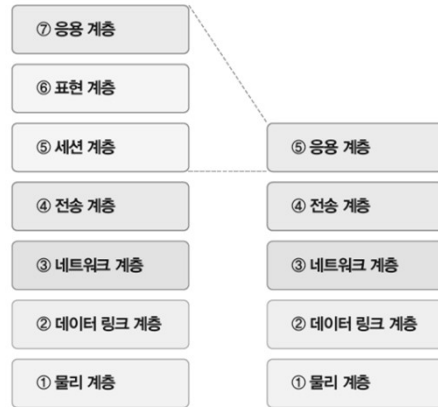 ⑦ 응용 계층
⑥ 표현 계층
⑤ 세션 계층
④ 전송 계층
③ 네트워크 계층
② 데이터 링크 계층
① 물리 계층
⑤ 응용 계층
④ 전송 계층
③ 네트워크 계층
② 데이터 링크 계층
① 물리 계층